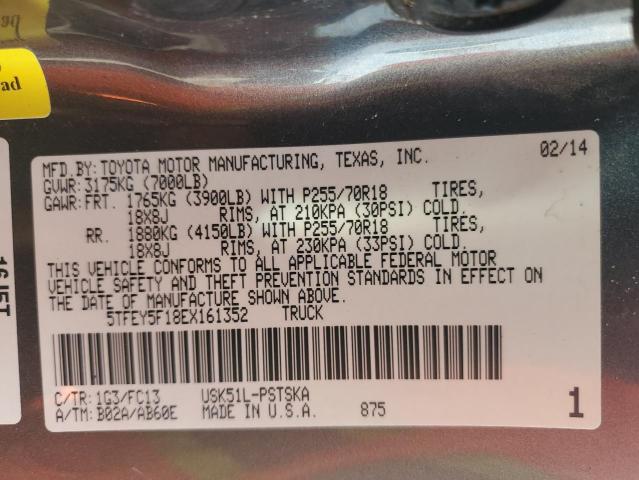 ad
16 I5T
MFD.BY: TOYOTA MOTOR MANUFACTURING, TEXAS, INC. 02/14
GVWR: 3175KG (7000LB)
GAWR: FRT. 1765KG (3900LB) WITH P255/70R18 TIRES,
18X8J RIMS, AT 210KPA (30PSI) COLD.
RR. 1880KG (4150LB) WITH P255/70R18 TIRES,
18X8J RIMS, AT 230KPA (33PSI) COLD.
THIS VEHICLE CONFORMS TO ALL APPLICABLE FEDERAL MOTOR
VEHICLE SAFETY AND THEFT PREVENTION STANDARDS IN EFFECT ON
THE DATE OF MANUFACTURE SHOWN ABOVE.
5TFEY5F18EX161352 TRUCK
C/TR: 1G3/FC13 USK51L-PSTSKA
A/TM: B02A/AB60E MADE IN U.S.A. 875 1